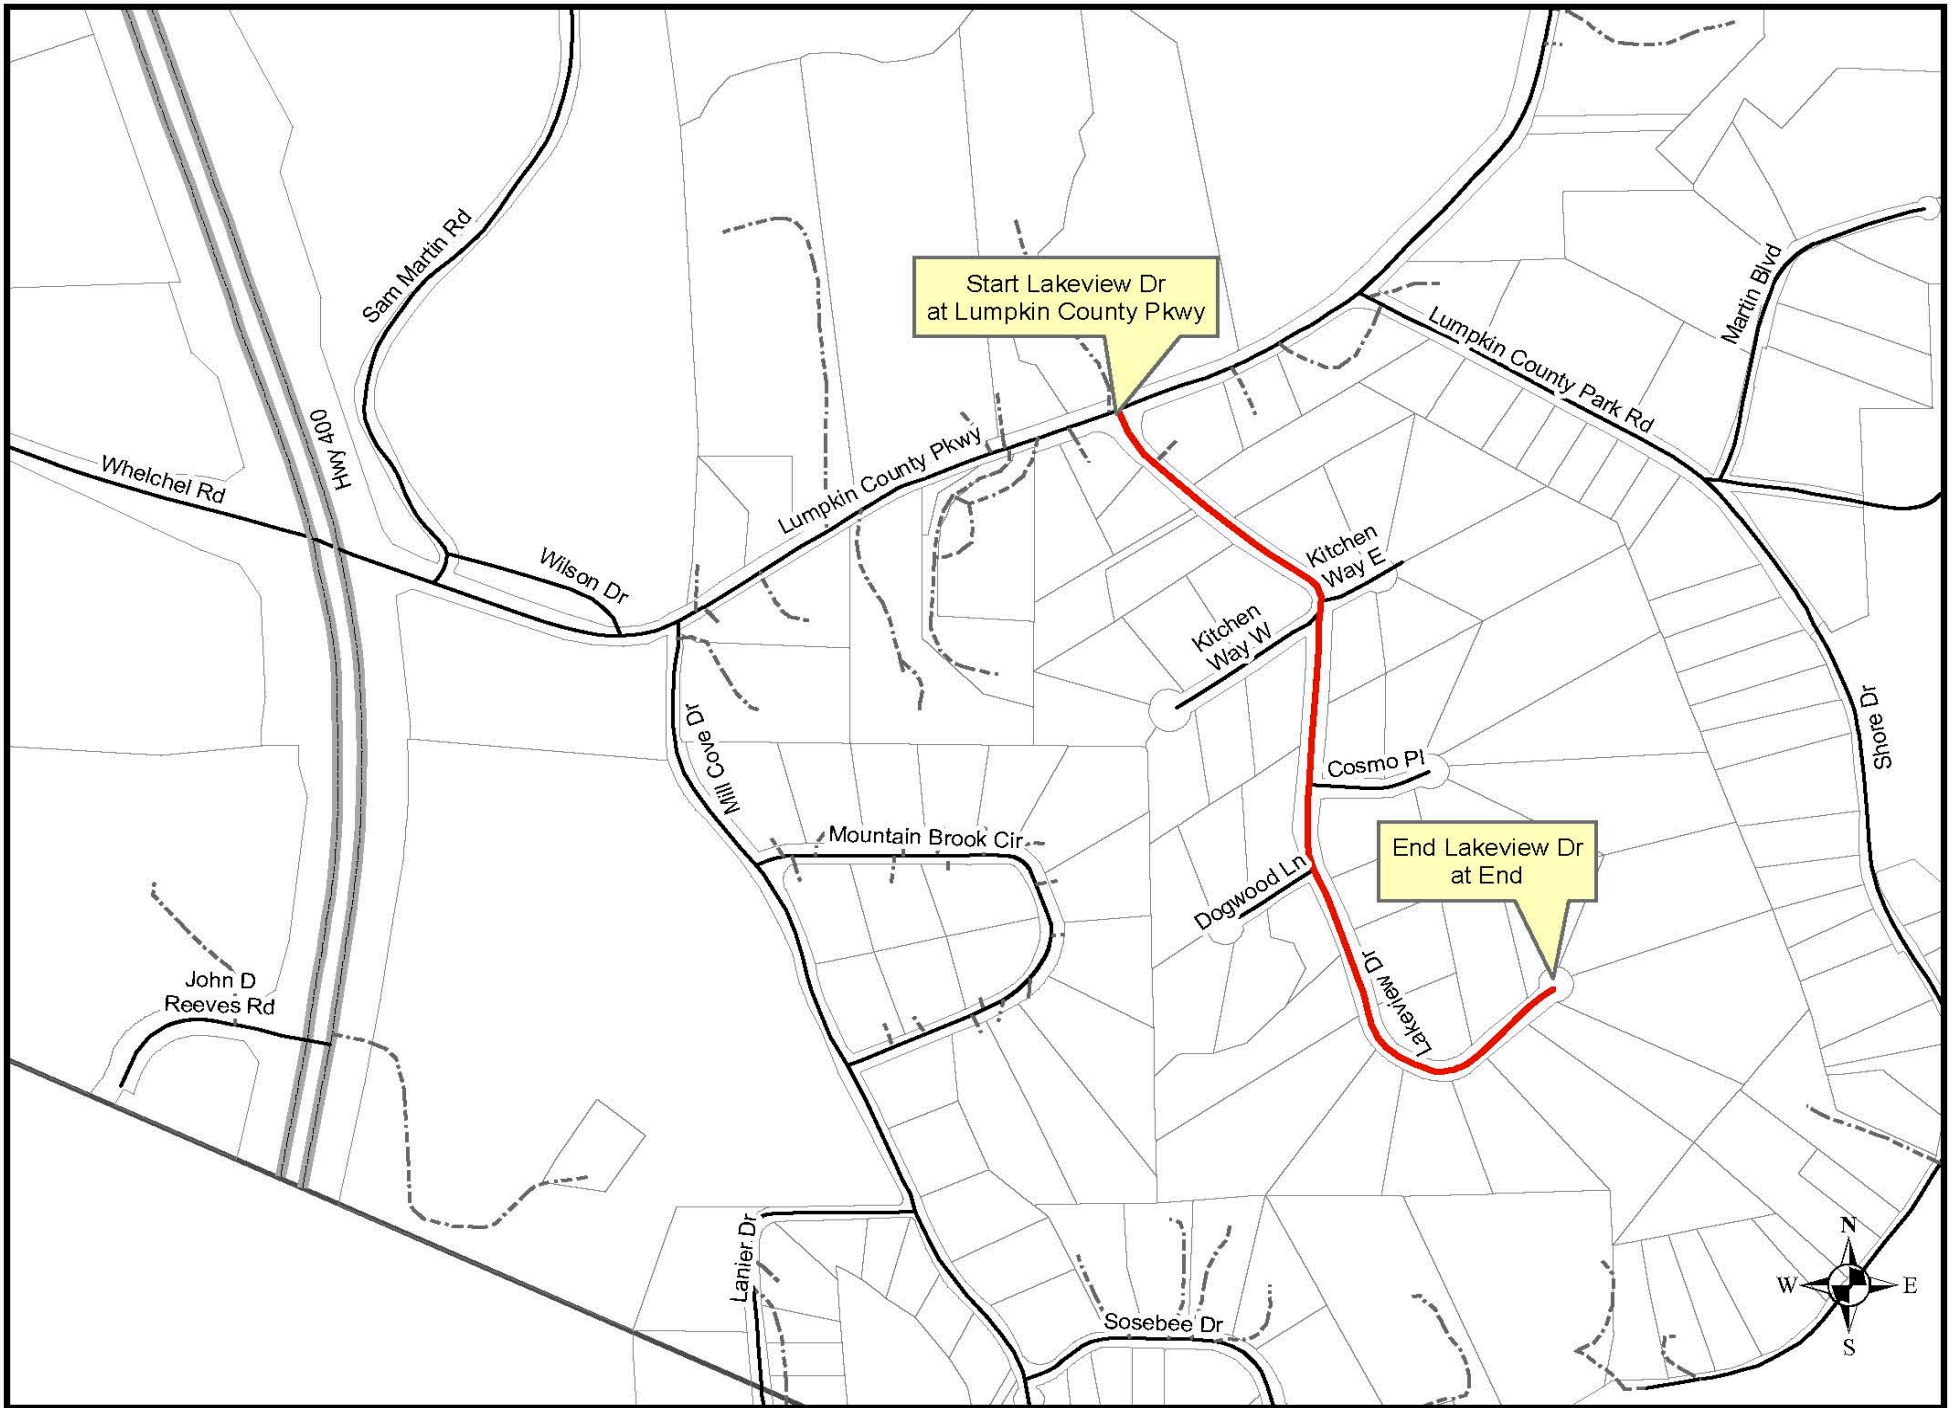 Sam Martin Rd
Start Lakeview Dr
at Lumpkin County Pkwy
Martin Blvd
Lumpkin County Park Rd
Hwy 400
Whelchel Rd
Lumpkin County Pkwy
Wilson Dr
Kitchen
Way E
Kitchen
Way W
Shore Dr
Mill Cove Dr
Cosmo Pl
Mountain Brook Cir
End Lakeview Dr
at End
Dogwood Ln
Lakeview Dr
John D
Reeves Rd
Lanier Dr
Sosebee Dr
N
W
E
S